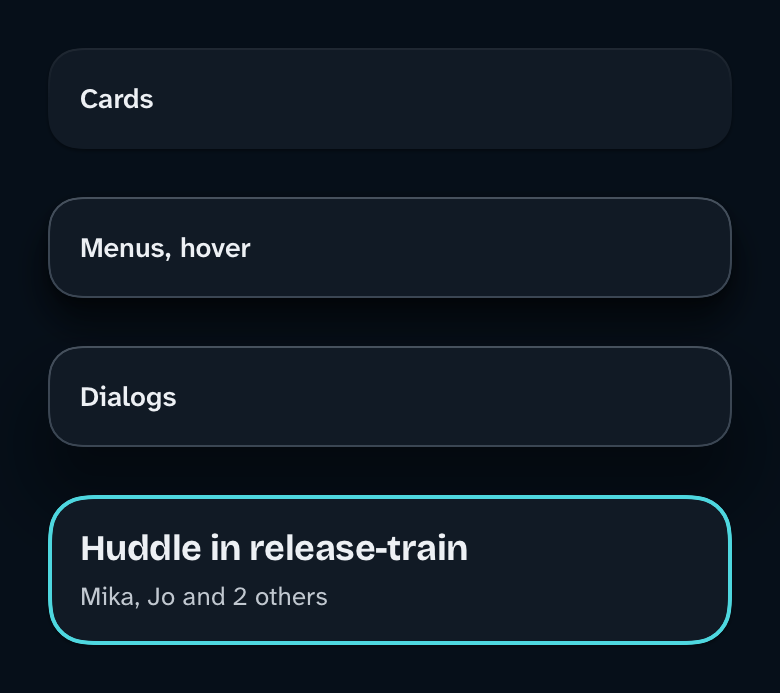 Cards
Menus, hover
Dialogs
Huddle in release-train
Mika, Jo and 2 others